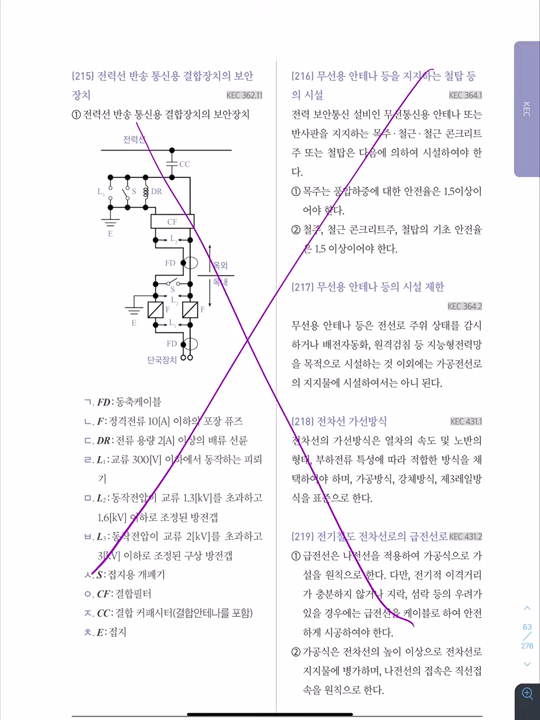 [215] 전력선 반송 통신용 결합장치의 보안
장치 KEC 362.11
① 전력선 반송 통신용 결합장치의 보안장치
전력선
CC
L₁ S DR
E
CF
L₂
FD
옥외
옥내
S
L₁
F F
E
L₃
FD
단국장치
ㄱ. FD : 동축케이블
ㄴ. F : 정격전류 10[A] 이하의 포장 퓨즈
ㄷ. DR : 전류 용량 2[A] 이상의 배류 선륜
ㄹ. L₁ : 교류 300[V] 이하에서 동작하는 피뢰
기
ㅁ. L₂ : 동작전압이 교류 1.3[kV]를 초과하고
1.6[kV] 이하로 조정된 방전갭
ㅂ. L₃ : 동작전압이 교류 2[kV]를 초과하고
3[kV] 이하로 조정된 구상 방전갭
ㅅ. S : 접지용 개폐기
ㅇ. CF : 결합필터
ㅈ. CC : 결합 커패시터(결합안테나를 포함)
ㅊ. E : 접지
[216] 무선용 안테나 등을 지지하는 철탑 등
의 시설 KEC 364.1
전력 보안통신 설비인 무선통신용 안테나 또는
반사판을 지지하는 목주 · 철근 · 철근 콘크리트
주 또는 철탑은 다음에 의하여 시설하여야 한
다.
① 목주는 풍압하중에 대한 안전율은 1.5이상이
어야 한다.
② 철주, 철근 콘크리트주, 철탑의 기초 안전율
은 1.5 이상이어야 한다.
[217] 무선용 안테나 등의 시설 제한
KEC 364.2
무선용 안테나 등은 전선로 주위 상태를 감시
하거나 배전자동화, 원격검침 등 지능형전력망
을 목적으로 시설하는 것 이외에는 가공전선로
의 지지물에 시설하여서는 아니 된다.
[218] 전차선 가선방식 KEC 431.1
전차선의 가선방식은 열차의 속도 및 노반의
형태, 부하전류 특성에 따라 적합한 방식을 채
택하여야 하며, 가공방식, 강체방식, 제3레일방
식을 표준으로 한다.
[219] 전기철도 전차선로의 급전선로 KEC 431.2
① 급전선은 나전선을 적용하여 가공식으로 가
설을 원칙으로 한다. 다만, 전기적 이격거리
가 충분하지 않거나 지락, 섬락 등의 우려가
있을 경우에는 급전선을 케이블로 하여 안전
하게 시공하여야 한다.
② 가공식은 전차선의 높이 이상으로 전차선로
지지물에 병가하며, 나전선의 접속은 직선접
속을 원칙으로 한다.
KEC
63
276